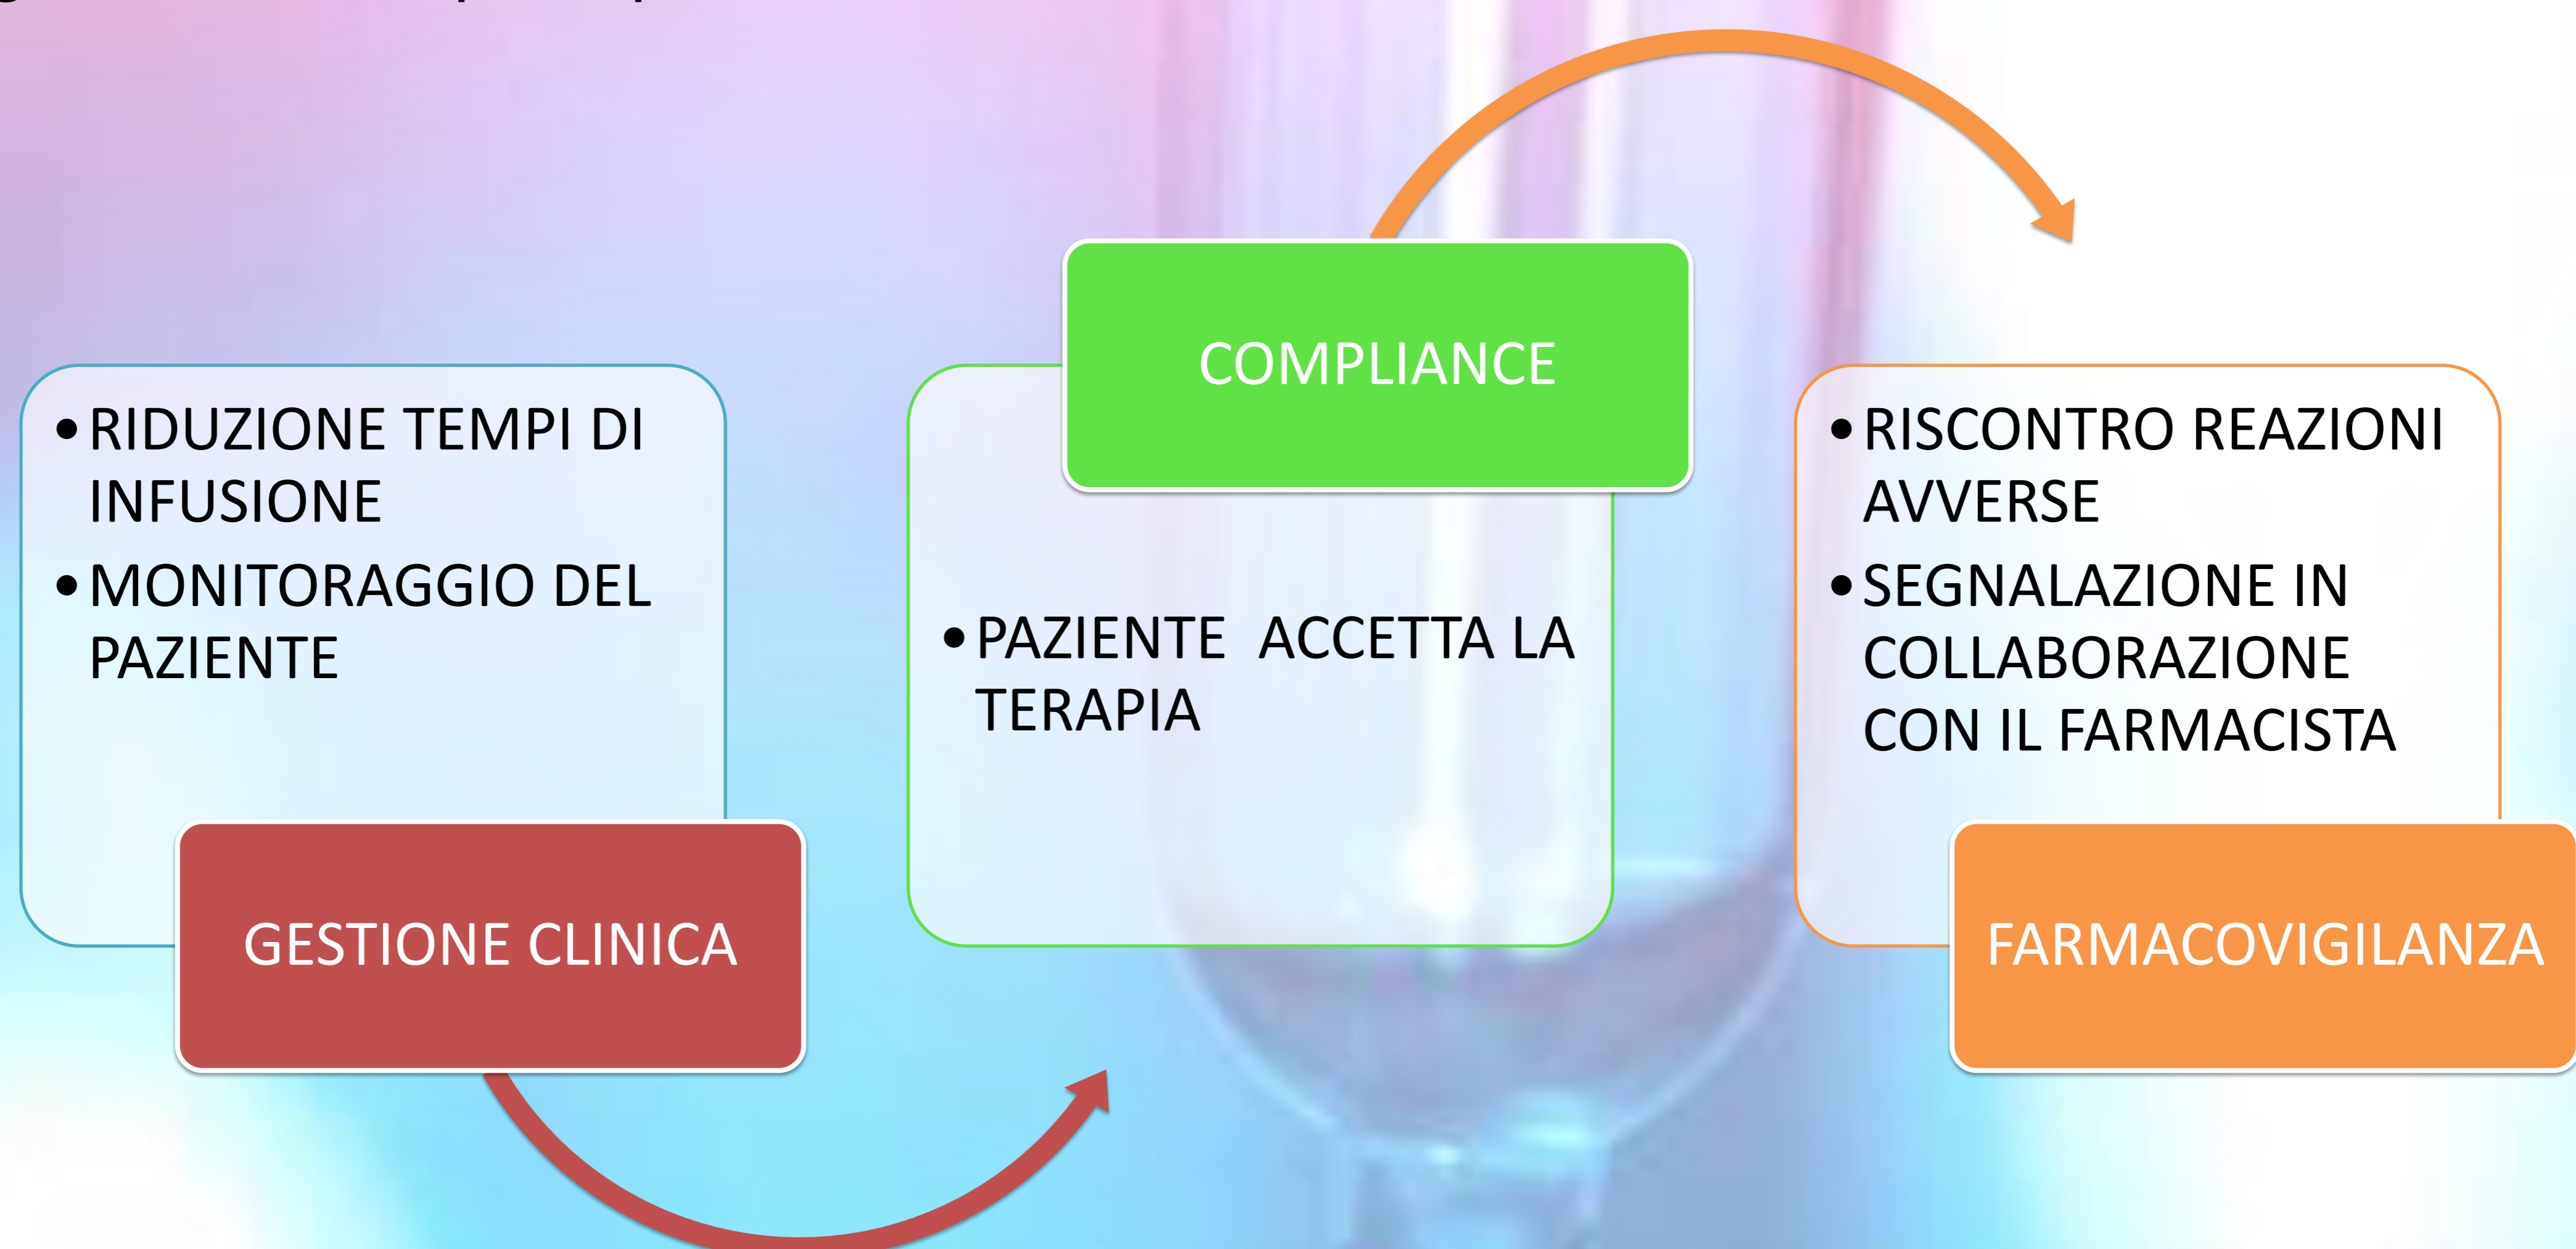 • RIDUZIONE TEMPI DI
INFUSIONE
• MONITORAGGIO DEL
PAZIENTE
GESTIONE CLINICA
COMPLIANCE
• PAZIENTE ACCETTA LA
TERAPIA
• RISCONTRO REAZIONI
AVVERSE
• SEGNALAZIONE IN
COLLABORAZIONE
CON IL FARMACISTA
FARMACOVIGILANZA